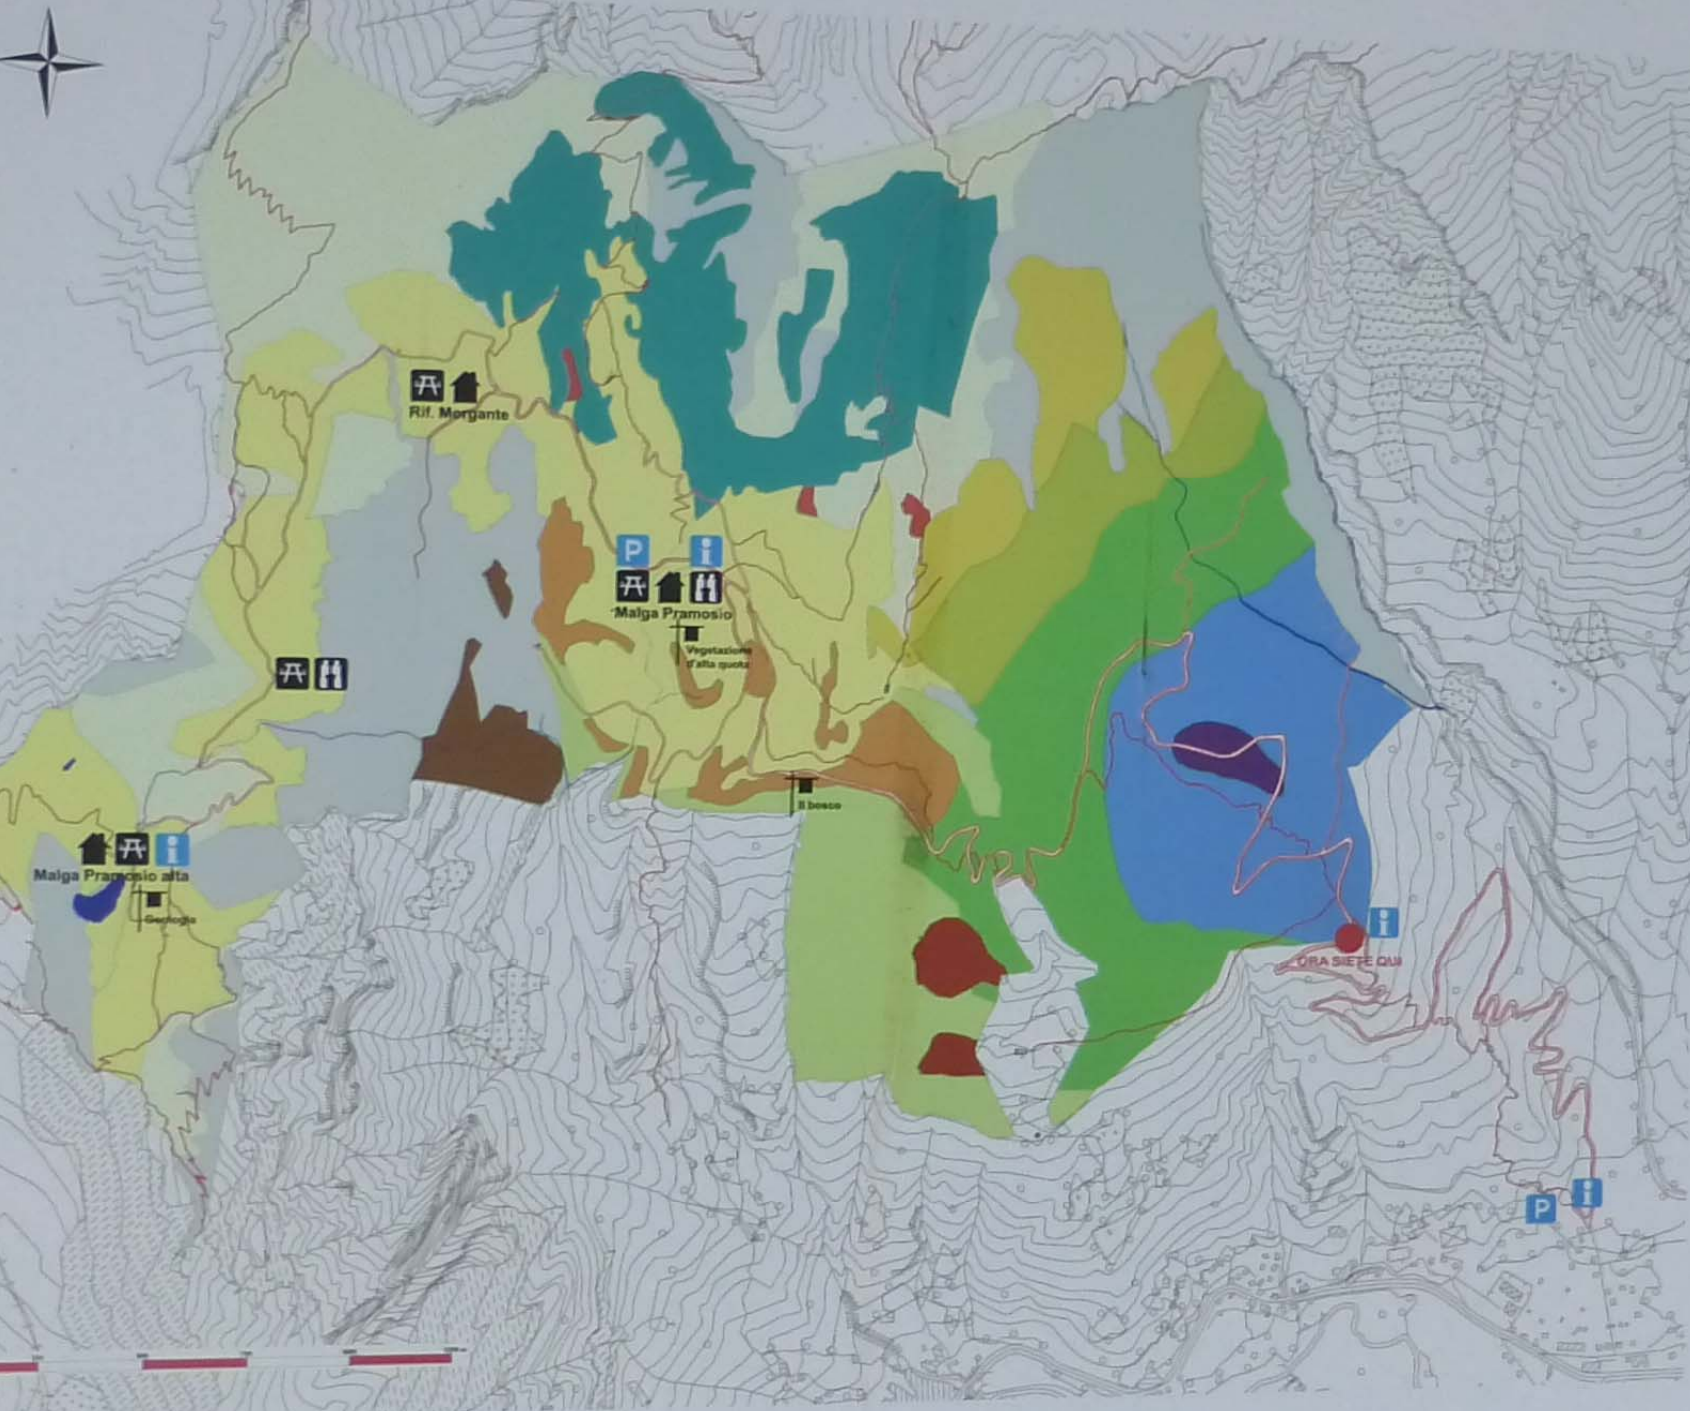 Rif. Morgante
P i
Malga Pramosio
Vegetazione
d'alta quota
Il bosco
i
Malga Pramosio alta
Geologia
i
ORA SIETE QUI
P i